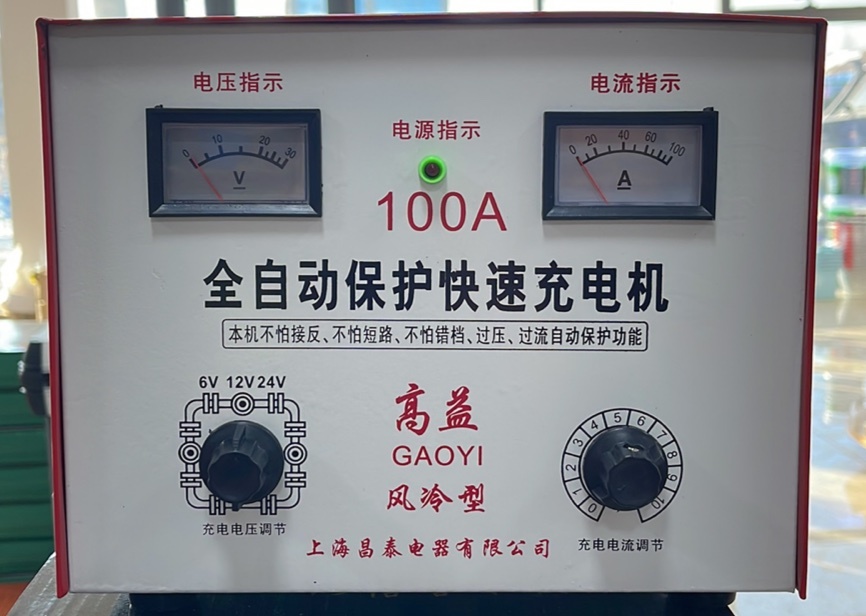 电压指示
电流指示
电源指示
0 10 20 30
V
0 20 40 60 100
A
100A
全自动保护快速充电机
本机不怕接反、不怕短路、不怕错档、过压、过流自动保护功能
6V 12V 24V
高益
GAOYI
风冷型
0 1 2 3 4 5 6 7 8 9 10
充电电压调节
充电电流调节
上海昌泰电器有限公司